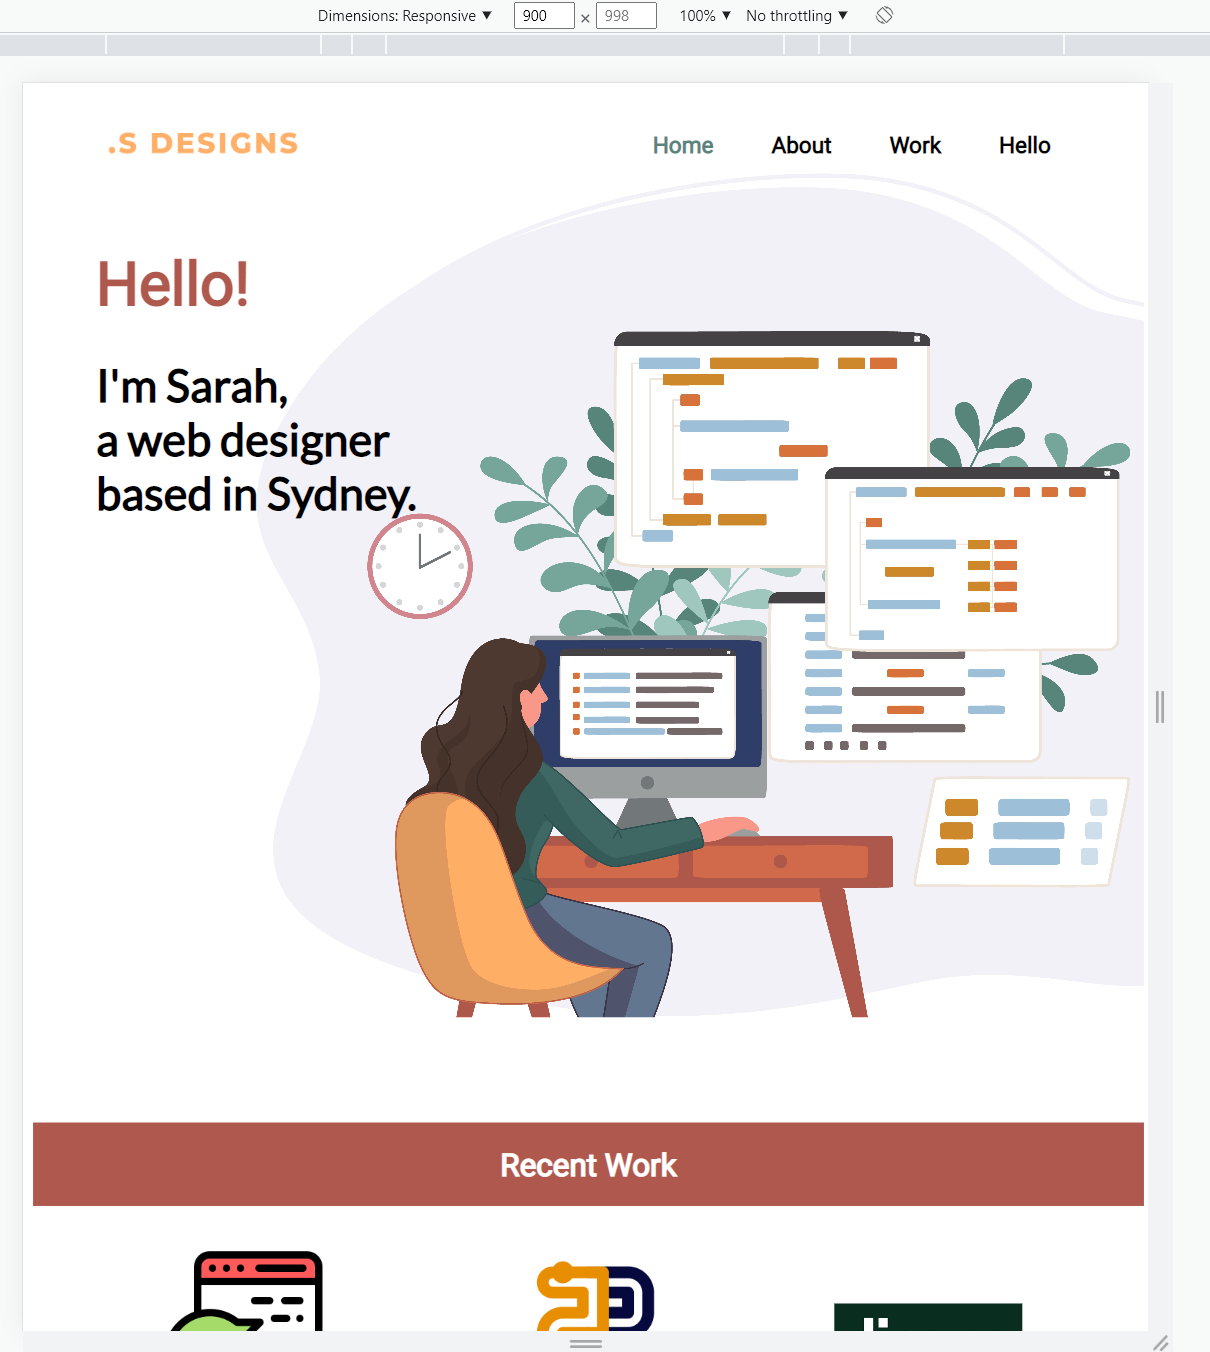 Dimensions: Responsive ▼ 900 × 998 100% ▼ No throttling ▼
.S DESIGNS
Home About Work Hello
Hello!
I'm Sarah,
a web designer
based in Sydney.
Recent Work